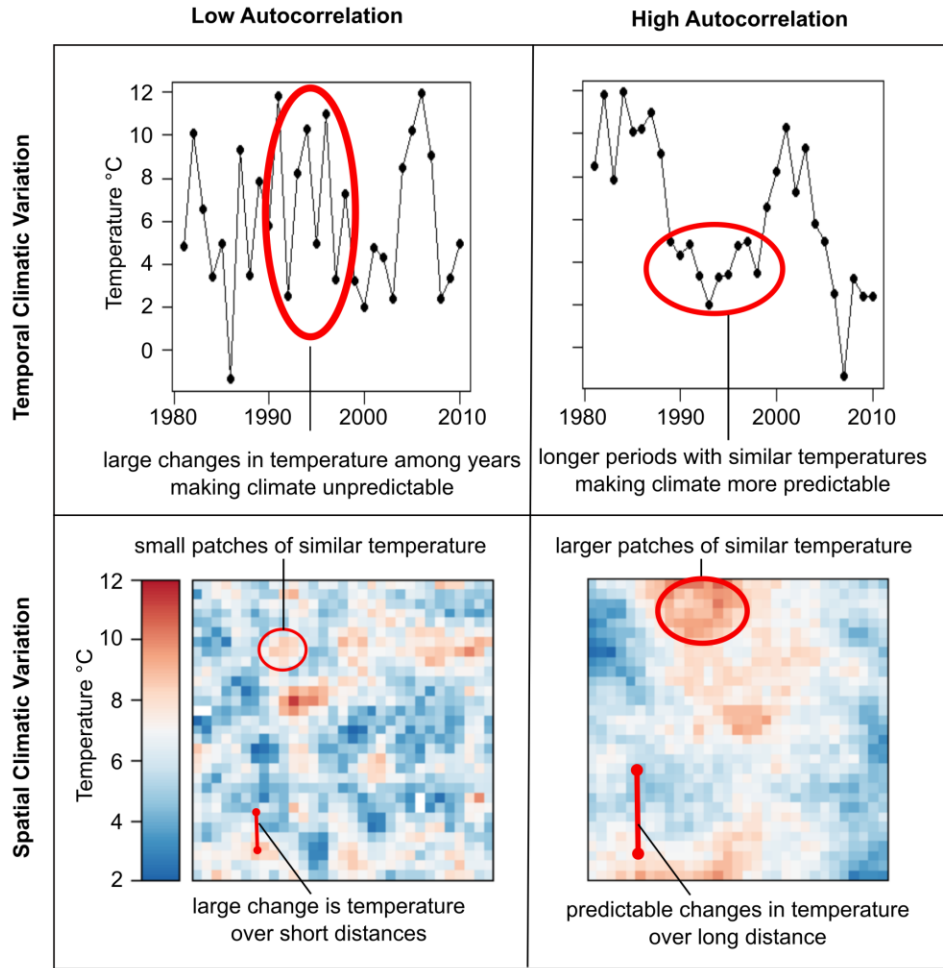 Low Autocorrelation
High Autocorrelation
Temporal Climatic Variation
Temperature °C
12
10
8
6
4
2
0
1980
1990
2000
2010
1980
1990
2000
2010
large changes in temperature among years
making climate unpredictable
longer periods with similar temperatures
making climate more predictable
Spatial Climatic Variation
small patches of similar temperature
larger patches of similar temperature
Temperature °C
12
10
8
6
4
2
large change is temperature
over short distances
predictable changes in temperature
over long distance